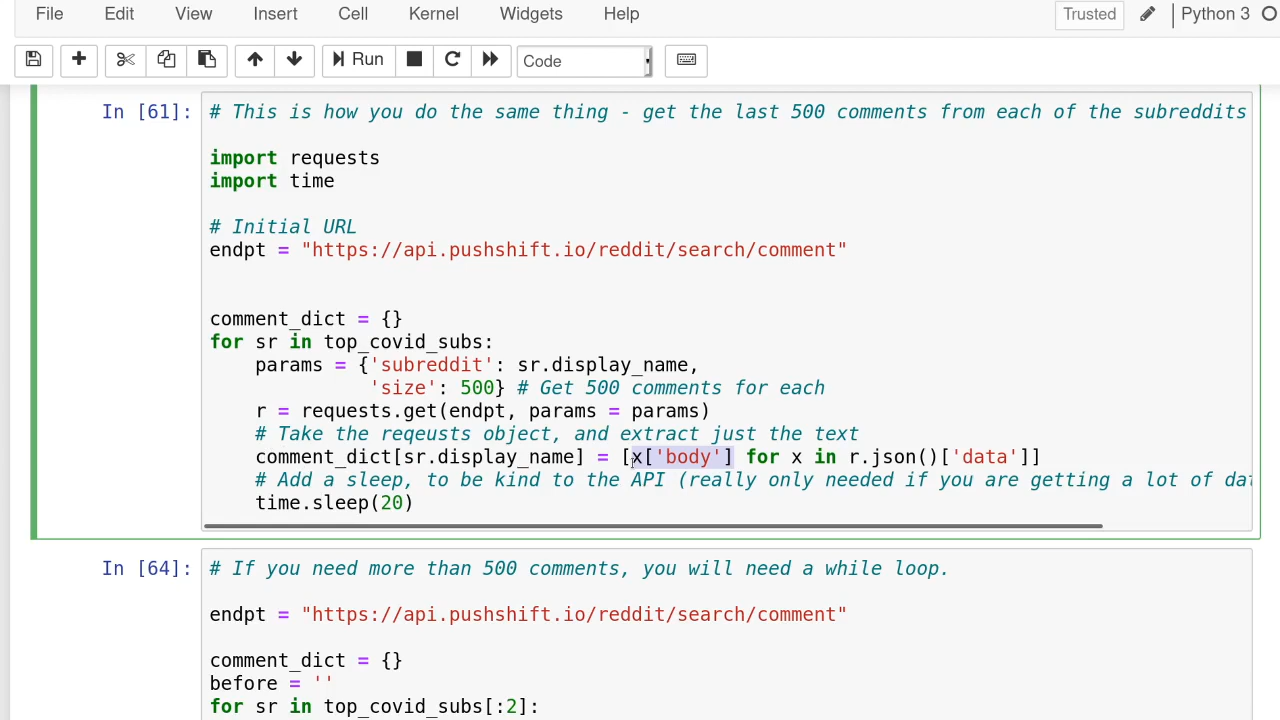 File Edit View Insert Cell Kernel Widgets Help Trusted Python 3
Run Code
In [61]: # This is how you do the same thing - get the last 500 comments from each of the subreddits
import requests
import time
# Initial URL
endpt = "https://api.pushshift.io/reddit/search/comment"
comment_dict = {}
for sr in top_covid_subs:
    params = {'subreddit': sr.display_name,
              'size': 500} # Get 500 comments for each
    r = requests.get(endpt, params = params)
    # Take the reqeusts object, and extract just the text
    comment_dict[sr.display_name] = [x['body'] for x in r.json()['data']]
    # Add a sleep, to be kind to the API (really only needed if you are getting a lot of dat
    time.sleep(20)
In [64]: # If you need more than 500 comments, you will need a while loop.
endpt = "https://api.pushshift.io/reddit/search/comment"
comment_dict = {}
before = ''
for sr in top_covid_subs[:2]: